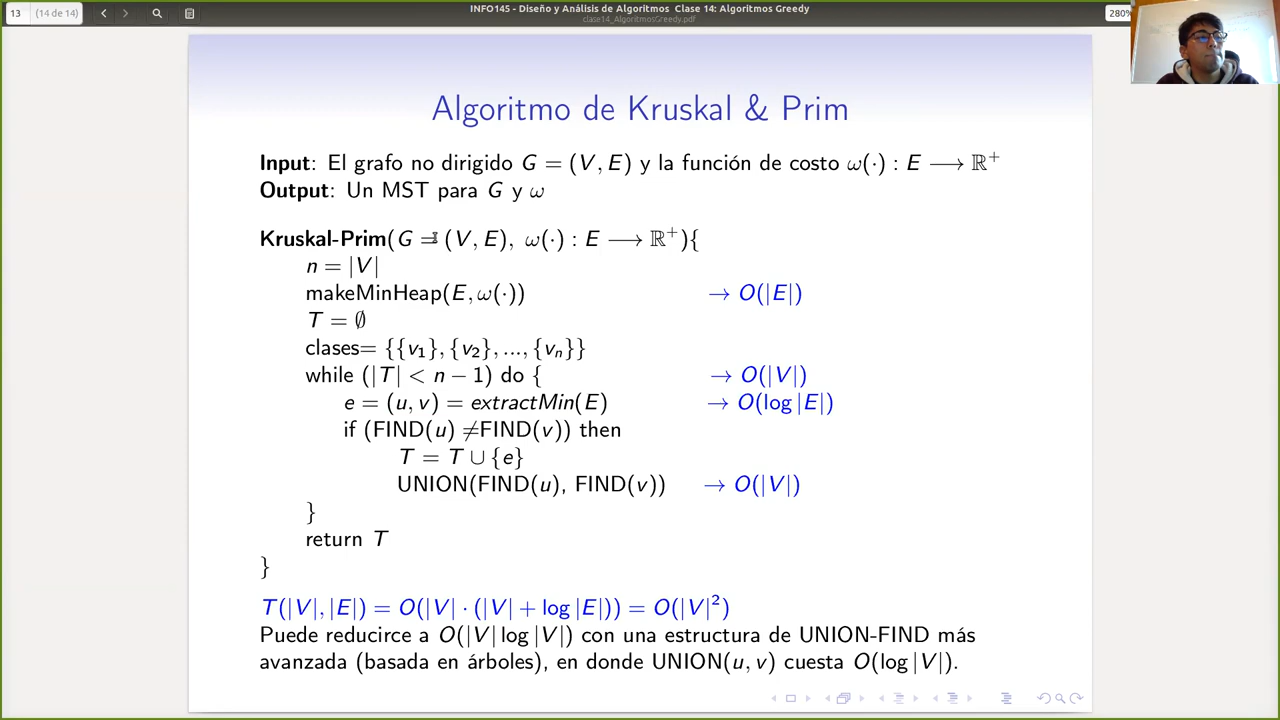 13 (14 de 14)
INFO145 - Diseño y Análisis de Algoritmos Clase 14: Algoritmos Greedy
clase14_AlgoritmosGreedy.pdf
280%
Algoritmo de Kruskal & Prim
Input: El grafo no dirigido G = (V, E) y la función de costo ω(·) : E ⟶ ℝ⁺
Output: Un MST para G y ω
Kruskal-Prim(G = (V, E), ω(·) : E ⟶ ℝ⁺){
n = |V|
makeMinHeap(E, ω(·)) → O(|E|)
T = ∅
clases= {{v₁}, {v₂}, ..., {vₙ}}
while (|T| < n − 1) do { → O(|V|)
e = (u, v) = extractMin(E) → O(log |E|)
if (FIND(u) ≠FIND(v)) then
T = T ∪ {e}
UNION(FIND(u), FIND(v)) → O(|V|)
}
return T
}
T(|V|, |E|) = O(|V| · (|V| + log |E|)) = O(|V|²)
Puede reducirce a O(|V| log |V|) con una estructura de UNION-FIND más
avanzada (basada en árboles), en donde UNION(u, v) cuesta O(log |V|).